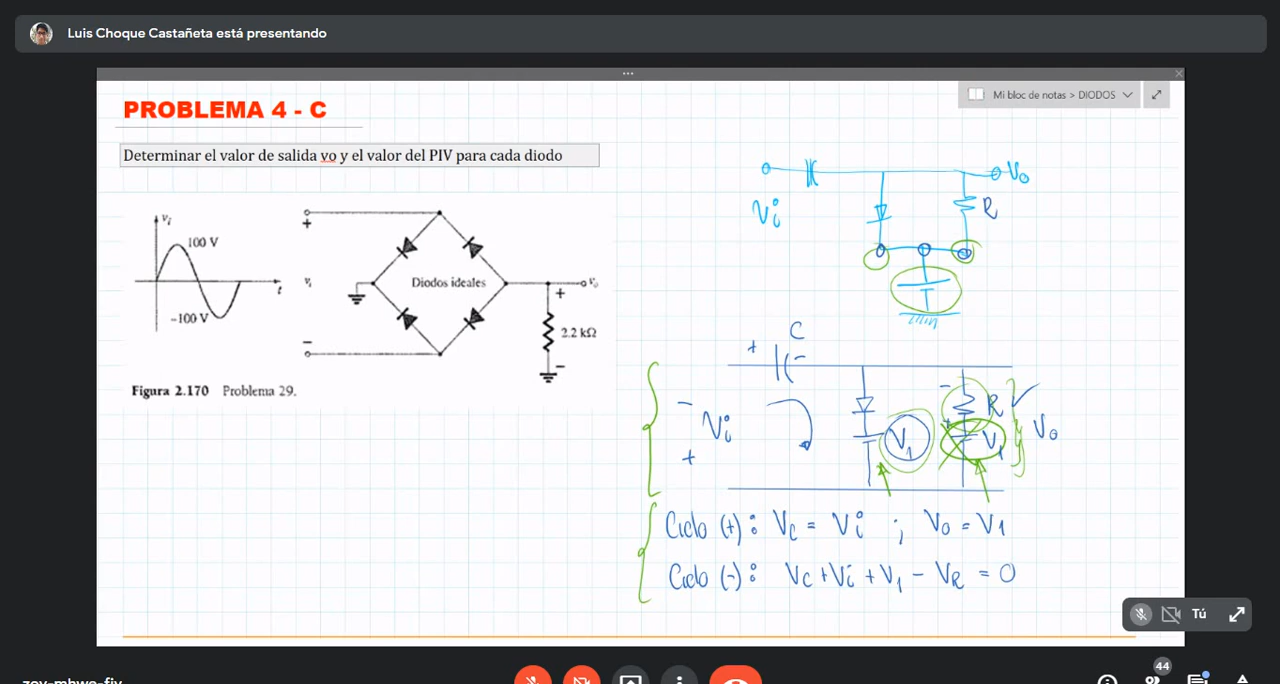 Luis Choque Castañeta está presentando
PROBLEMA 4 - C
Mi bloc de notas > DIODOS
Determinar el valor de salida vo y el valor del PIV para cada diodo
Vo
Vi
R
vi
100 V
t
-100 V
+
vi
-
Diodos ideales
vo
+
2.2 kΩ
-
Figura 2.170 Problema 29.
C
+ -
- Vi +
V1
- R
+ V1
Vo
Ciclo (+): Vc = Vi ; Vo = V1
Ciclo (-): Vc + Vi + V1 - VR = 0
Tú
44